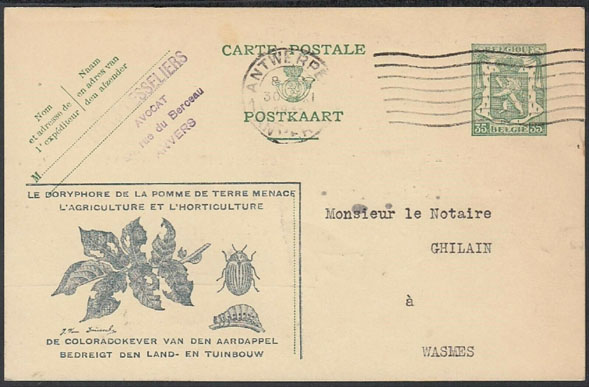 CARTE POSTALE
POSTKAART
BELGIQUE
35 BELGIE 35
ANTWERPEN
Naam
en adres van
den afzender
Nom
et adresse de
l'expéditeur
M
SSELIERS
AVOCAT
rue du Berceau
ANVERS
LE DORYPHORE DE LA POMME DE TERRE MENACE
L'AGRICULTURE ET L'HORTICULTURE
DE COLORADOKEVER VAN DEN AARDAPPEL
BEDREIGT DEN LAND- EN TUINBOUW
Monsieur le Notaire
GHILAIN
à
WASMES